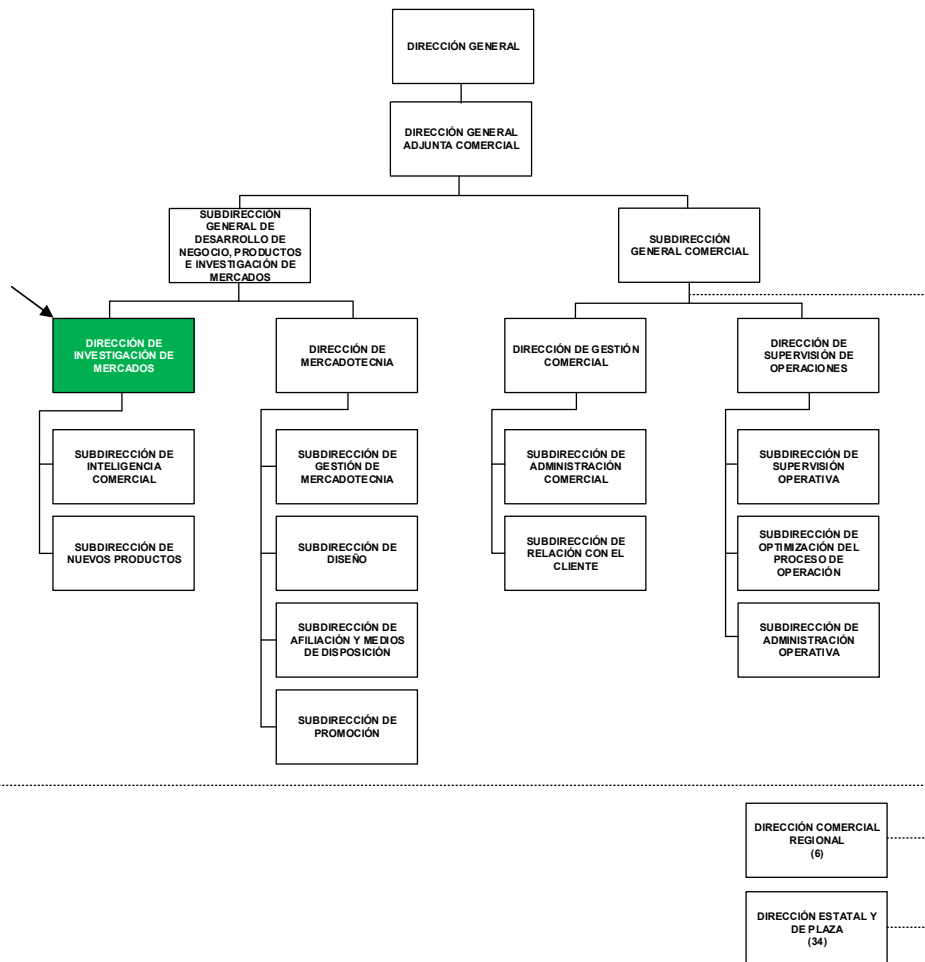 DIRECCIÓN GENERAL
DIRECCIÓN GENERAL
ADJUNTA COMERCIAL
SUBDIRECCIÓN
GENERAL DE
DESARROLLO DE
NEGOCIO, PRODUCTOS
E INVESTIGACIÓN DE
MERCADOS
SUBDIRECCIÓN
GENERAL COMERCIAL
DIRECCIÓN DE
INVESTIGACIÓN DE
MERCADOS
DIRECCIÓN DE
MERCADOTECNIA
DIRECCIÓN DE GESTIÓN
COMERCIAL
DIRECCIÓN DE
SUPERVISIÓN DE
OPERACIONES
SUBDIRECCIÓN DE
INTELIGENCIA
COMERCIAL
SUBDIRECCIÓN DE
GESTIÓN DE
MERCADOTECNIA
SUBDIRECCIÓN DE
ADMINISTRACIÓN
COMERCIAL
SUBDIRECCIÓN DE
SUPERVISIÓN
OPERATIVA
SUBDIRECCIÓN DE
NUEVOS PRODUCTOS
SUBDIRECCIÓN DE
DISEÑO
SUBDIRECCIÓN DE
RELACIÓN CON EL
CLIENTE
SUBDIRECCIÓN DE
OPTIMIZACIÓN DEL
PROCESO DE
OPERACIÓN
SUBDIRECCIÓN DE
AFILIACIÓN Y MEDIOS
DE DISPOSICIÓN
SUBDIRECCIÓN DE
ADMINISTRACIÓN
OPERATIVA
SUBDIRECCIÓN DE
PROMOCIÓN
DIRECCIÓN COMERCIAL
REGIONAL
(6)
DIRECCIÓN ESTATAL Y
DE PLAZA
(34)